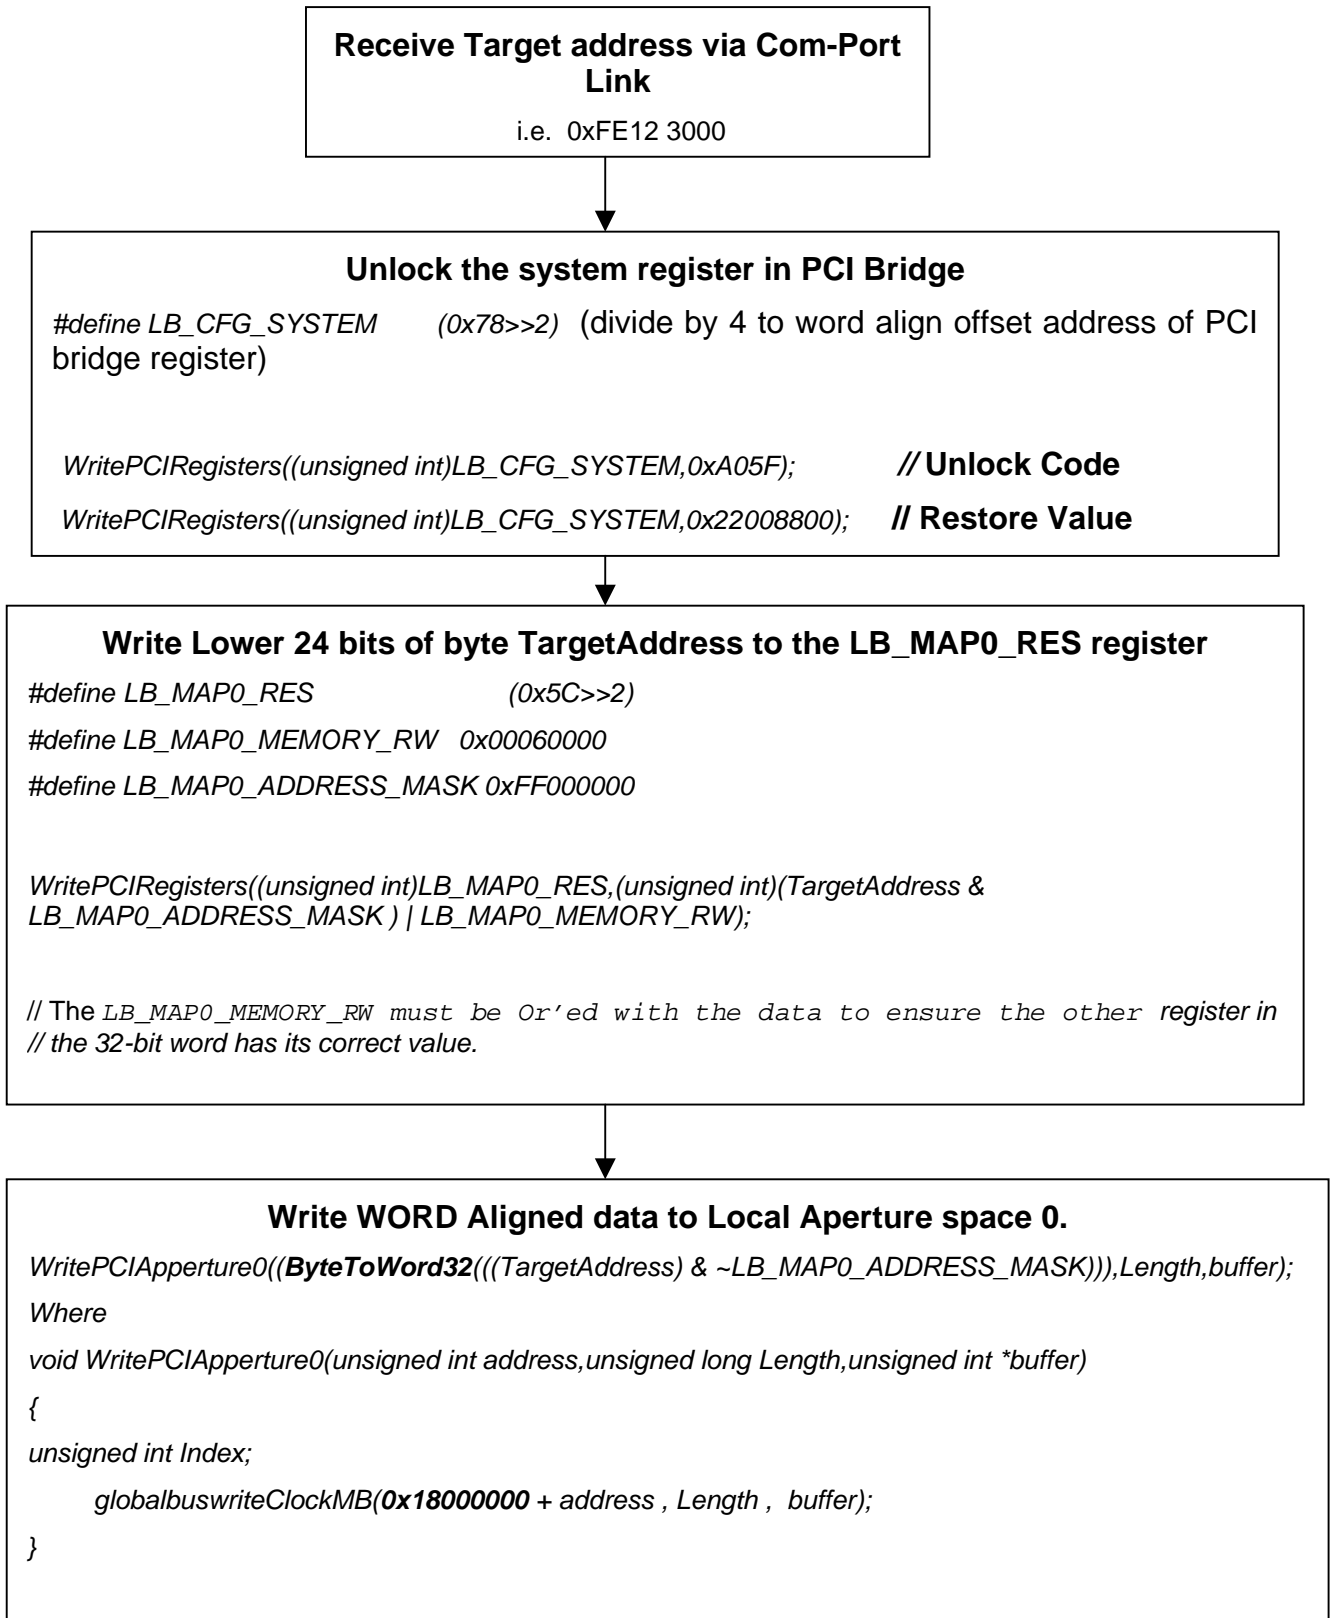 Receive Target address via Com-Port
Link
i.e. 0xFE12 3000
Unlock the system register in PCI Bridge
#define LB_CFG_SYSTEM (0x78>>2) (divide by 4 to word align offset address of PCI
bridge register)
WritePCIRegisters((unsigned int)LB_CFG_SYSTEM,0xA05F); // Unlock Code
WritePCIRegisters((unsigned int)LB_CFG_SYSTEM,0x22008800); // Restore Value
Write Lower 24 bits of byte TargetAddress to the LB_MAP0_RES register
#define LB_MAP0_RES (0x5C>>2)
#define LB_MAP0_MEMORY_RW 0x00060000
#define LB_MAP0_ADDRESS_MASK 0xFF000000
WritePCIRegisters((unsigned int)LB_MAP0_RES,(unsigned int)(TargetAddress &
LB_MAP0_ADDRESS_MASK ) | LB_MAP0_MEMORY_RW);
// The LB_MAP0_MEMORY_RW must be Or’ed with the data to ensure the other register in
// the 32-bit word has its correct value.
Write WORD Aligned data to Local Aperture space 0.
WritePCIApperture0((ByteToWord32(((TargetAddress) & ~LB_MAP0_ADDRESS_MASK))),Length,buffer);
Where
void WritePCIApperture0(unsigned int address,unsigned long Length,unsigned int *buffer)
{
unsigned int Index;
globalbuswriteClockMB(0x18000000 + address , Length , buffer);
}